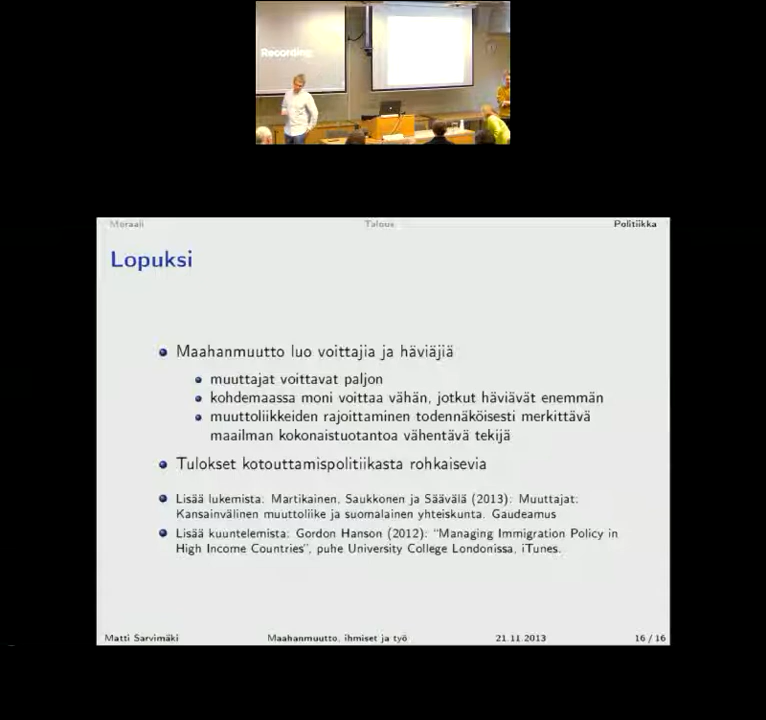 Recording
Moraali Talous Politiikka
Lopuksi
Maahanmuutto luo voittajia ja häviäjiä
muuttajat voittavat paljon
kohdemaassa moni voittaa vähän, jotkut häviävät enemmän
muuttoliikkeiden rajoittaminen todennäköisesti merkittävä
maailman kokonaistuotantoa vähentävä tekijä
Tulokset kotouttamispolitiikasta rohkaisevia
Lisää lukemista: Martikainen, Saukkonen ja Säävälä (2013): Muuttajat:
Kansainvälinen muuttoliike ja suomalainen yhteiskunta. Gaudeamus
Lisää kuuntelemista: Gordon Hanson (2012): “Managing Immigration Policy in
High Income Countries”, puhe University College Londonissa, iTunes.
Matti Sarvimäki Maahanmuutto, ihmiset ja työ 21.11.2013 16 / 16